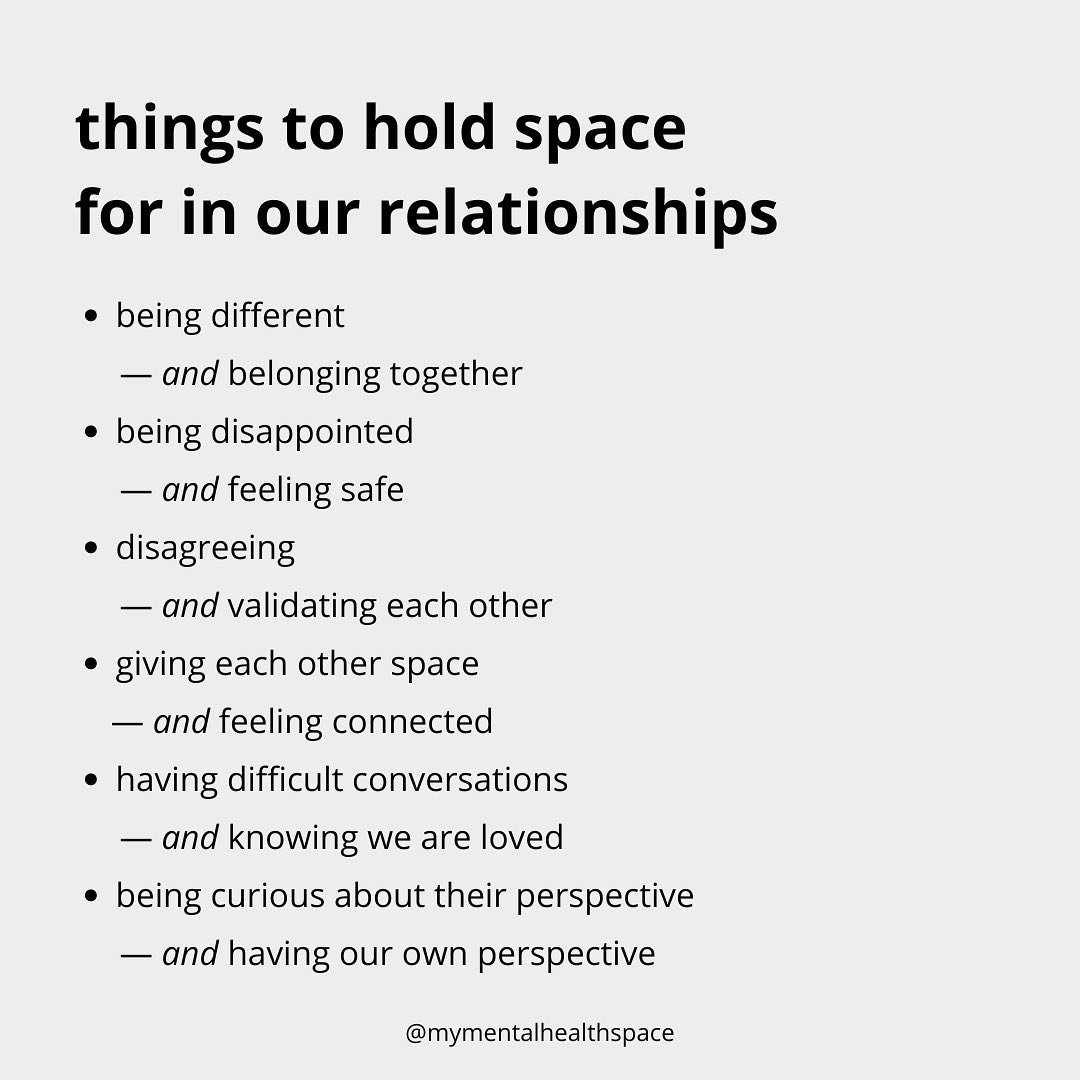 things to hold space
for in our relationships
• being different
— and belonging together
• being disappointed
— and feeling safe
• disagreeing
— and validating each other
• giving each other space
— and feeling connected
• having difficult conversations
— and knowing we are loved
• being curious about their perspective
— and having our own perspective
@mymentalhealthspace